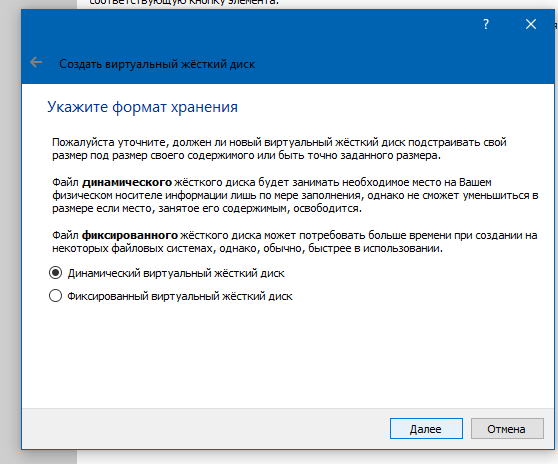 соответствующую кнопку элемента.
?
Создать виртуальный жёсткий диск
Укажите формат хранения
Пожалуйста уточните, должен ли новый виртуальный жёсткий диск подстраивать свой
размер под размер своего содержимого или быть точно заданного размера.
Файл динамического жёсткого диска будет занимать необходимое место на Вашем
физическом носителе информации лишь по мере заполнения, однако не сможет уменьшиться в
размере если место, занятое его содержимым, освободится.
Файл фиксированного жёсткого диска может потребовать больше времени при создании на
некоторых файловых системах, однако, обычно, быстрее в использовании.
Динамический виртуальный жёсткий диск
Фиксированный виртуальный жёсткий диск
Далее
Отмена